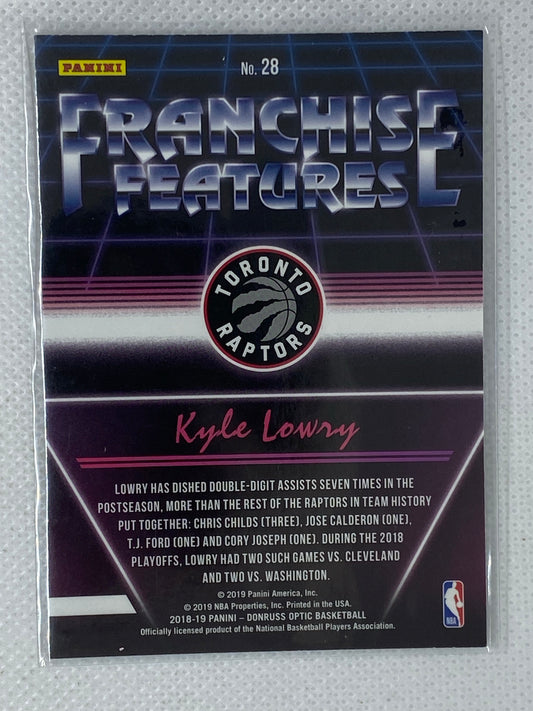 PANINI
No. 28
FRANCHISE
FEATURES
TORONTO
RAPTORS
Kyle Lowry
LOWRY HAS DISHED DOUBLE-DIGIT ASSISTS SEVEN TIMES IN THE
POSTSEASON, MORE THAN THE REST OF THE RAPTORS IN TEAM HISTORY
PUT TOGETHER: CHRIS CHILDS (THREE), JOSE CALDERON (ONE),
T.J. FORD (ONE) AND CORY JOSEPH (ONE). DURING THE 2018
PLAYOFFS, LOWRY HAD TWO SUCH GAMES VS. CLEVELAND
AND TWO VS. WASHINGTON.
© 2019 Panini America, Inc.
© 2019 NBA Properties, Inc. Printed in the USA.
2018-19 PANINI – DONRUSS OPTIC BASKETBALL
Officially licensed product of the National Basketball Players Association.
NBA